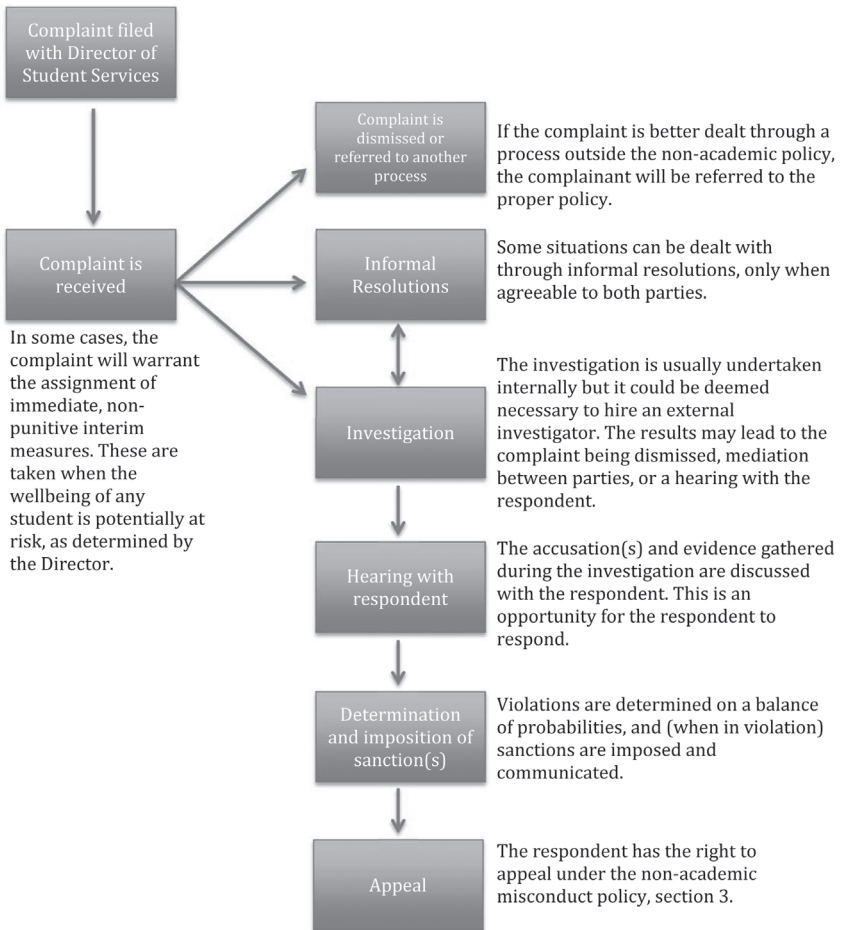 Complaint filed
with Director of
Student Services
Complaint is
received
In some cases, the
complaint will warrant
the assignment of
immediate, non-
punitive interim
measures. These are
taken when the
wellbeing of any
student is potentially at
risk, as determined by
the Director.
Complaint is
dismissed or
referred to another
process
If the complaint is better dealt through a
process outside the non-academic policy,
the complainant will be referred to the
proper policy.
Informal
Resolutions
Some situations can be dealt with
through informal resolutions, only when
agreeable to both parties.
Investigation
The investigation is usually undertaken
internally but it could be deemed
necessary to hire an external
investigator. The results may lead to the
complaint being dismissed, mediation
between parties, or a hearing with the
respondent.
Hearing with
respondent
The accusation(s) and evidence gathered
during the investigation are discussed
with the respondent. This is an
opportunity for the respondent to
respond.
Determination
and imposition of
sanction(s)
Violations are determined on a balance
of probabilities, and (when in violation)
sanctions are imposed and
communicated.
Appeal
The respondent has the right to
appeal under the non-academic
misconduct policy, section 3.